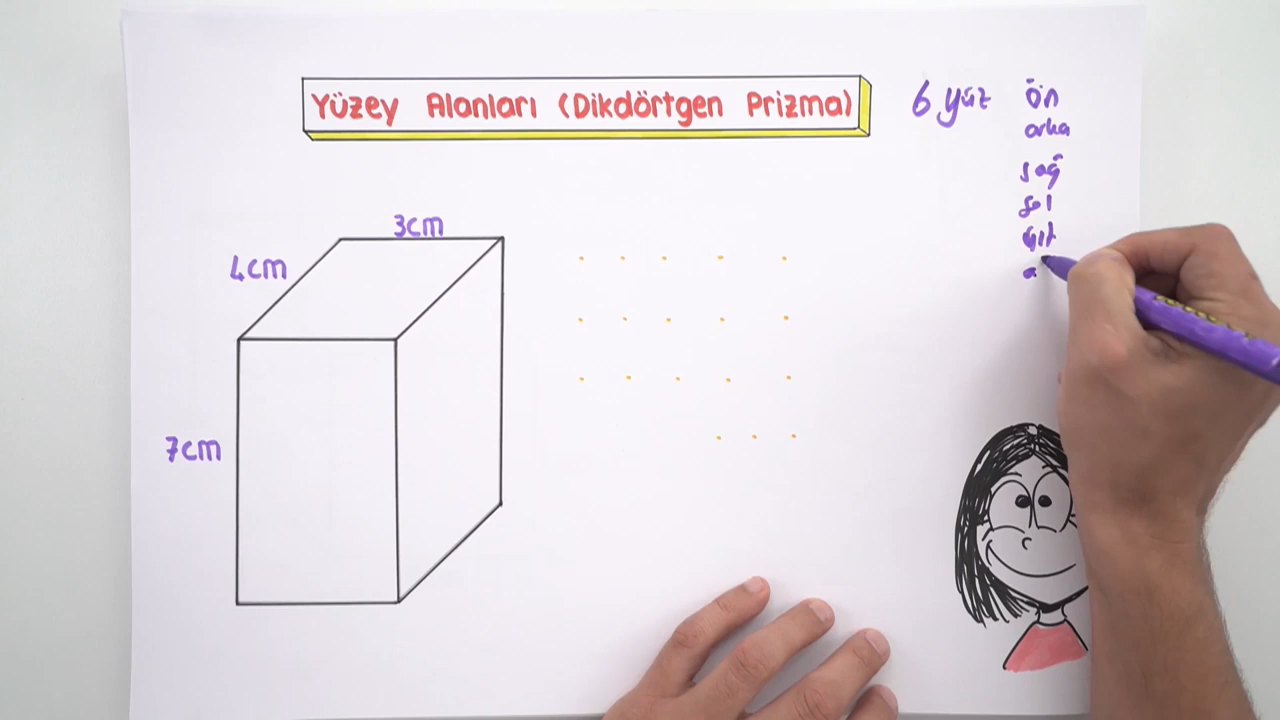 Yüzey Alanları (Dikdörtgen Prizma)
6 yüz
ön
arka
sağ
sol
üst
a
3cm
4cm
7cm